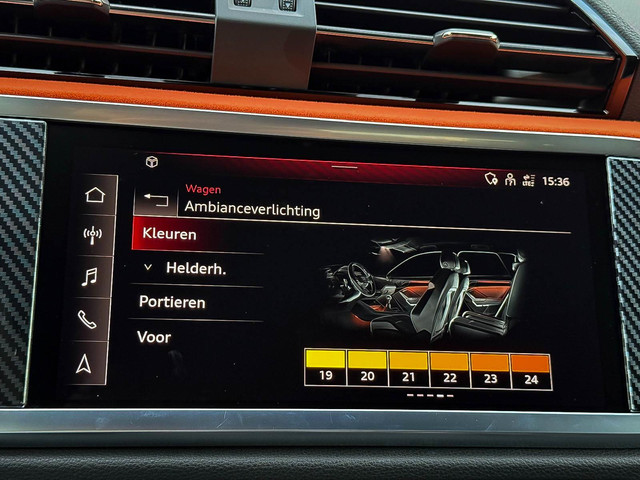 15:36
Wagen
Ambianceverlichting
Kleuren
Helderh.
Portieren
Voor
19 20 21 22 23 24